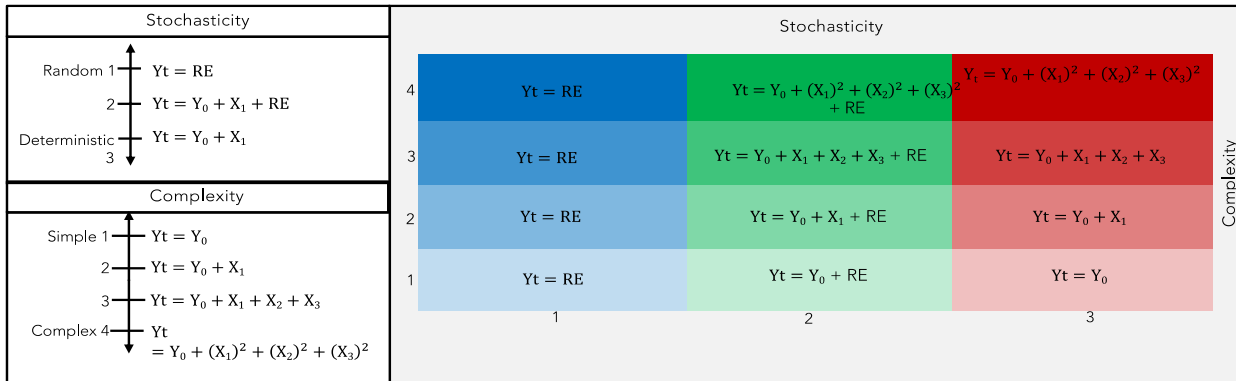 Stochasticity
Random 1 Yt = RE
2 Yt = Y₀ + X₁ + RE
Deterministic Yt = Y₀ + X₁
3
Complexity
Simple 1 Yt = Y₀
2 Yt = Y₀ + X₁
3 Yt = Y₀ + X₁ + X₂ + X₃
Complex 4 Yt
= Y₀ + (X₁)² + (X₂)² + (X₃)²
Stochasticity
4 Yt = RE Yt = Y₀ + (X₁)² + (X₂)² + (X₃)² Yₜ = Y₀ + (X₁)² + (X₂)² + (X₃)²
+ RE
3 Yt = RE Yt = Y₀ + X₁ + X₂ + X₃ + RE Yt = Y₀ + X₁ + X₂ + X₃
2 Yt = RE Yt = Y₀ + X₁ + RE Yt = Y₀ + X₁
1 Yt = RE Yt = Y₀ + RE Yt = Y₀
1 2 3
Complexity